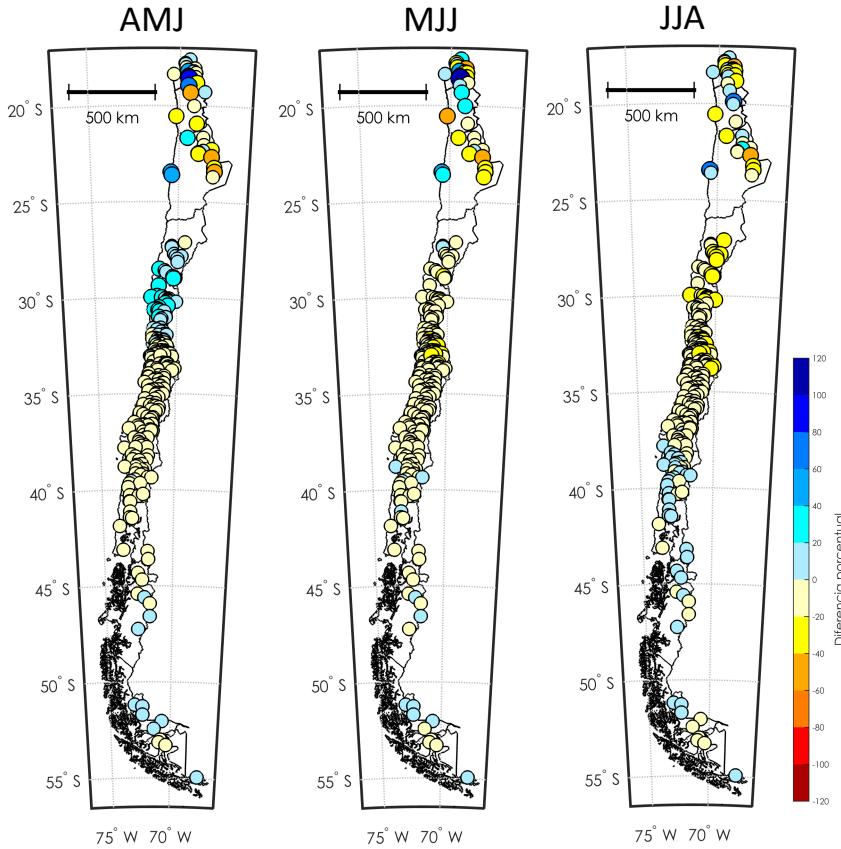 AMJ
MJJ
JJA
500 km
500 km
500 km
20° S
25° S
30° S
35° S
40° S
45° S
50° S
55° S
75° W 70° W
20° S
25° S
30° S
35° S
40° S
45° S
50° S
55° S
75° W 70° W
20° S
25° S
30° S
35° S
40° S
45° S
50° S
55° S
75° W 70° W
120
100
80
60
40
20
0
-20
-40
-60
-80
-100
-120
Diferencia porcentual